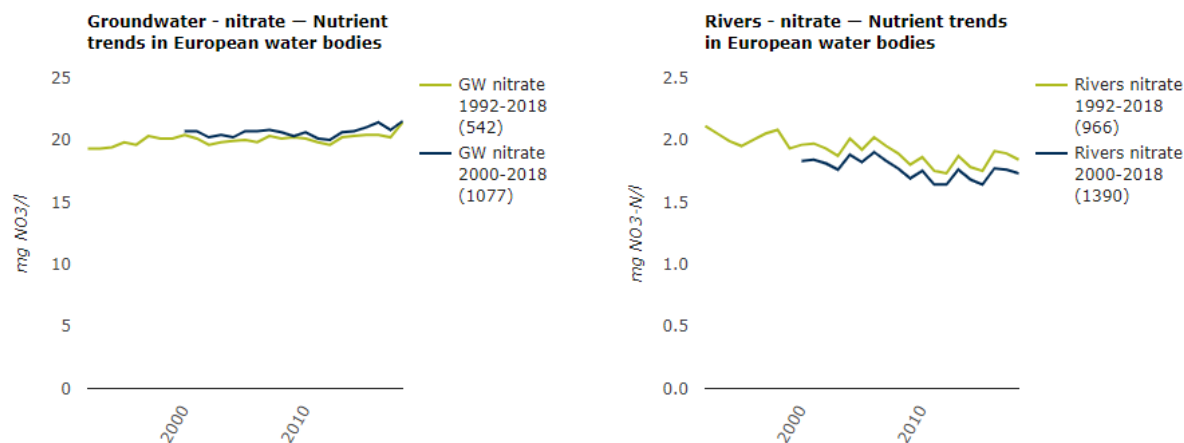 Groundwater - nitrate — Nutrient
trends in European water bodies
25
20
15
10
5
0
mg NO3/l
2000
2010
GW nitrate
1992-2018
(542)
GW nitrate
2000-2018
(1077)
Rivers - nitrate — Nutrient trends
in European water bodies
2.5
2.0
1.5
1.0
0.5
0.0
mg NO3-N/l
2000
2010
Rivers nitrate
1992-2018
(966)
Rivers nitrate
2000-2018
(1390)